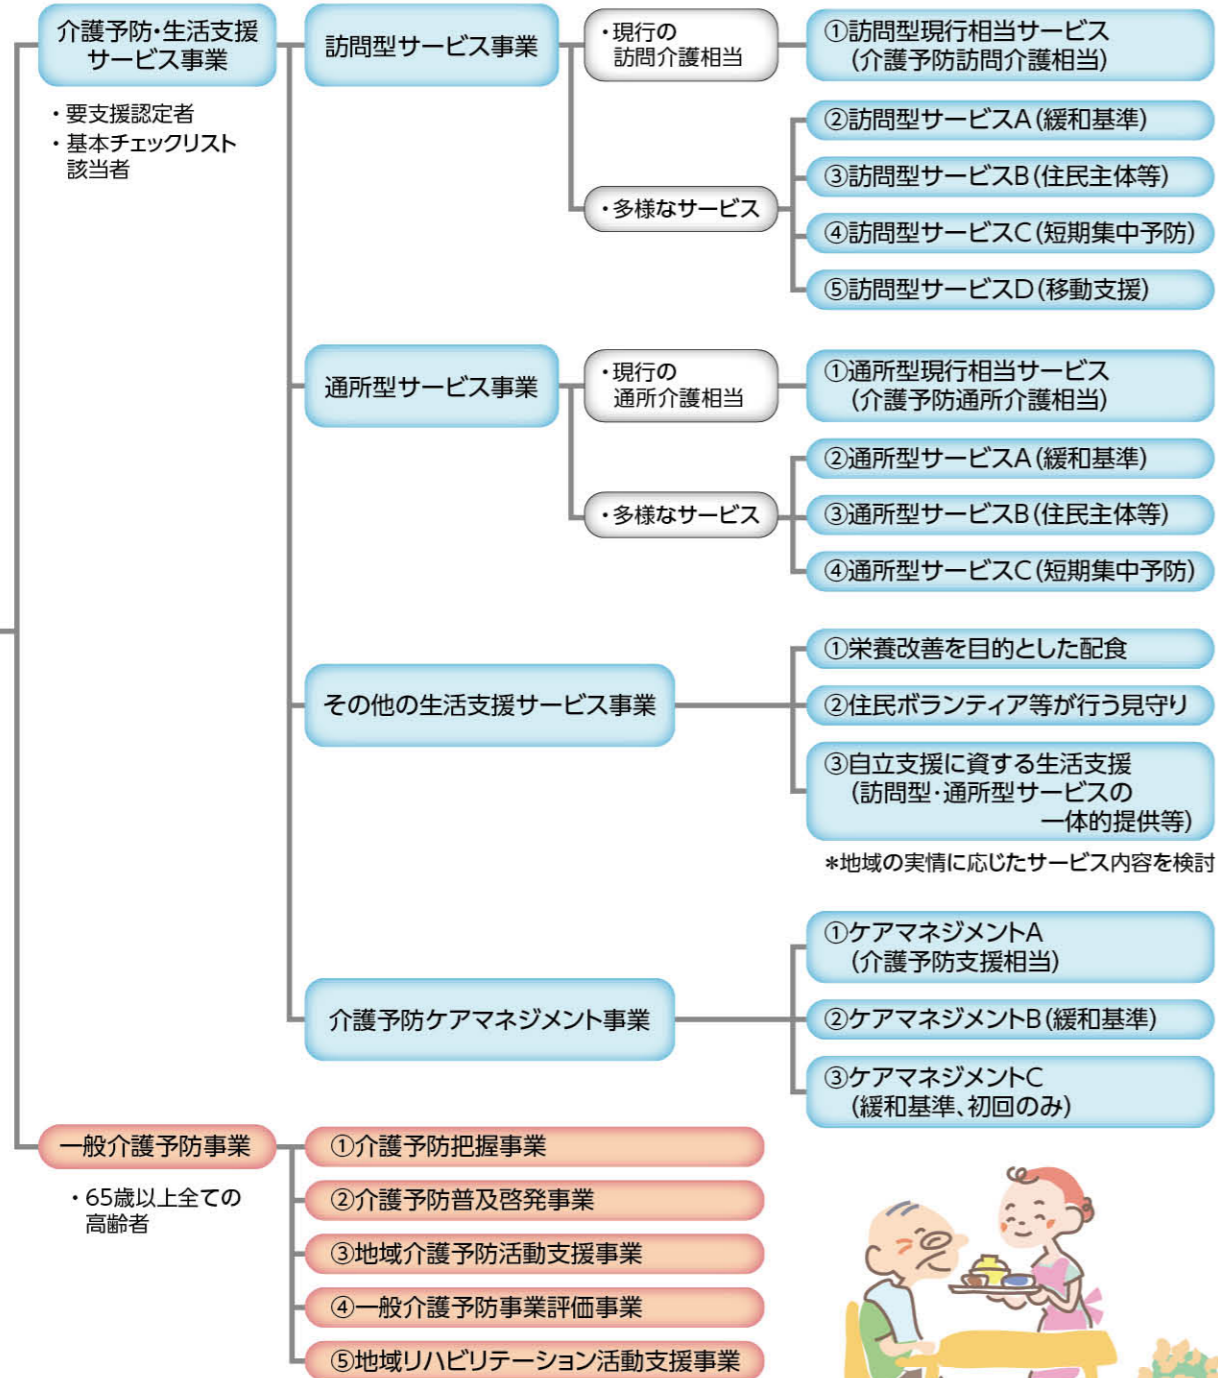 介護予防・生活支援
サービス事業
・要支援認定者
・基本チェックリスト
該当者
訪問型サービス事業
・現行の
訪問介護相当
①訪問型現行相当サービス
(介護予防訪問介護相当)
・多様なサービス
②訪問型サービスA(緩和基準)
③訪問型サービスB(住民主体等)
④訪問型サービスC(短期集中予防)
⑤訪問型サービスD(移動支援)
通所型サービス事業
・現行の
通所介護相当
①通所型現行相当サービス
(介護予防通所介護相当)
・多様なサービス
②通所型サービスA(緩和基準)
③通所型サービスB(住民主体等)
④通所型サービスC(短期集中予防)
その他の生活支援サービス事業
①栄養改善を目的とした配食
②住民ボランティア等が行う見守り
③自立支援に資する生活支援
(訪問型・通所型サービスの
一体的提供等)
*地域の実情に応じたサービス内容を検討
介護予防ケアマネジメント事業
①ケアマネジメントA
(介護予防支援相当)
②ケアマネジメントB(緩和基準)
③ケアマネジメントC
(緩和基準、初回のみ)
一般介護予防事業
・65歳以上全ての
高齢者
①介護予防把握事業
②介護予防普及啓発事業
③地域介護予防活動支援事業
④一般介護予防事業評価事業
⑤地域リハビリテーション活動支援事業